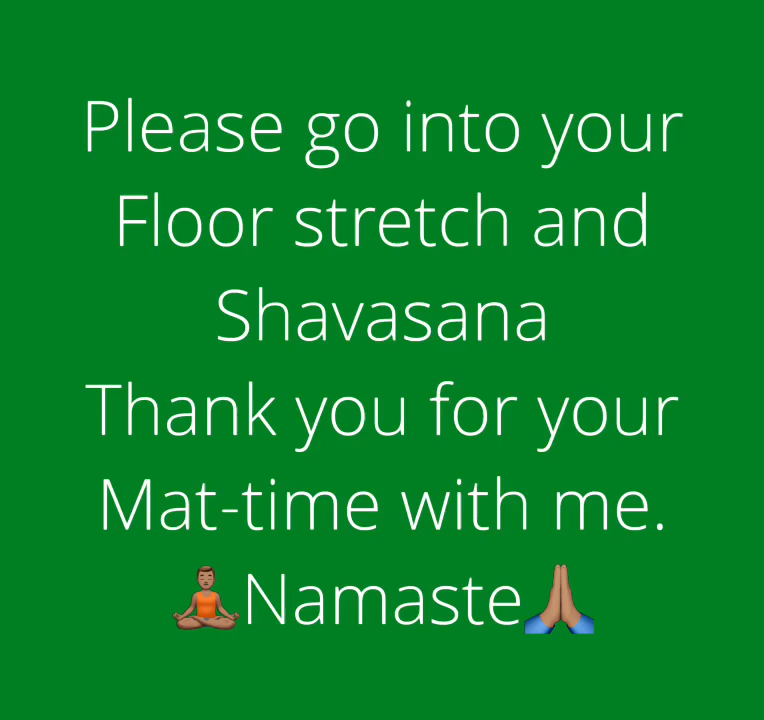 Please go into your
Floor stretch and
Shavasana
Thank you for your
Mat-time with me.
🧘🏽‍♂️Namaste🙏🏽